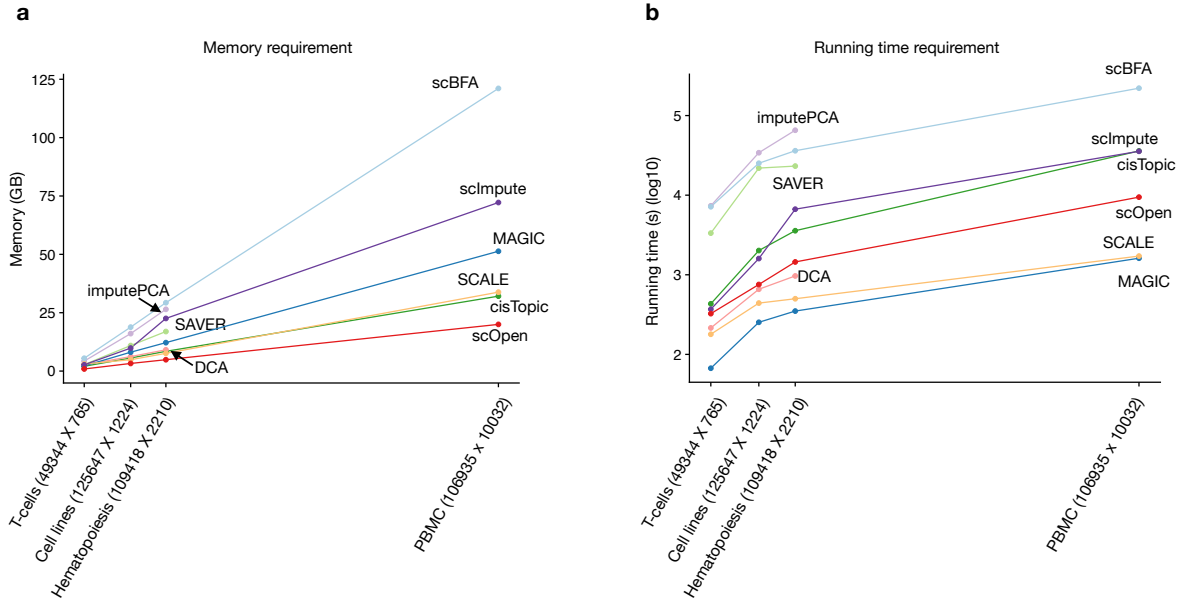 a
Memory requirement
Memory (GB)
125
100
75
50
25
0
scBFA
scImpute
MAGIC
SCALE
cisTopic
scOpen
imputePCA
SAVER
DCA
T-cells (49344 X 765)
Cell lines (125647 X 1224)
Hematopoiesis (109418 X 2210)
PBMC (106935 x 10032)
b
Running time requirement
Running time (s) (log10)
5
4
3
2
scBFA
imputePCA
scImpute
cisTopic
SAVER
scOpen
SCALE
DCA
MAGIC
T-cells (49344 X 765)
Cell lines (125647 X 1224)
Hematopoiesis (109418 X 2210)
PBMC (106935 x 10032)